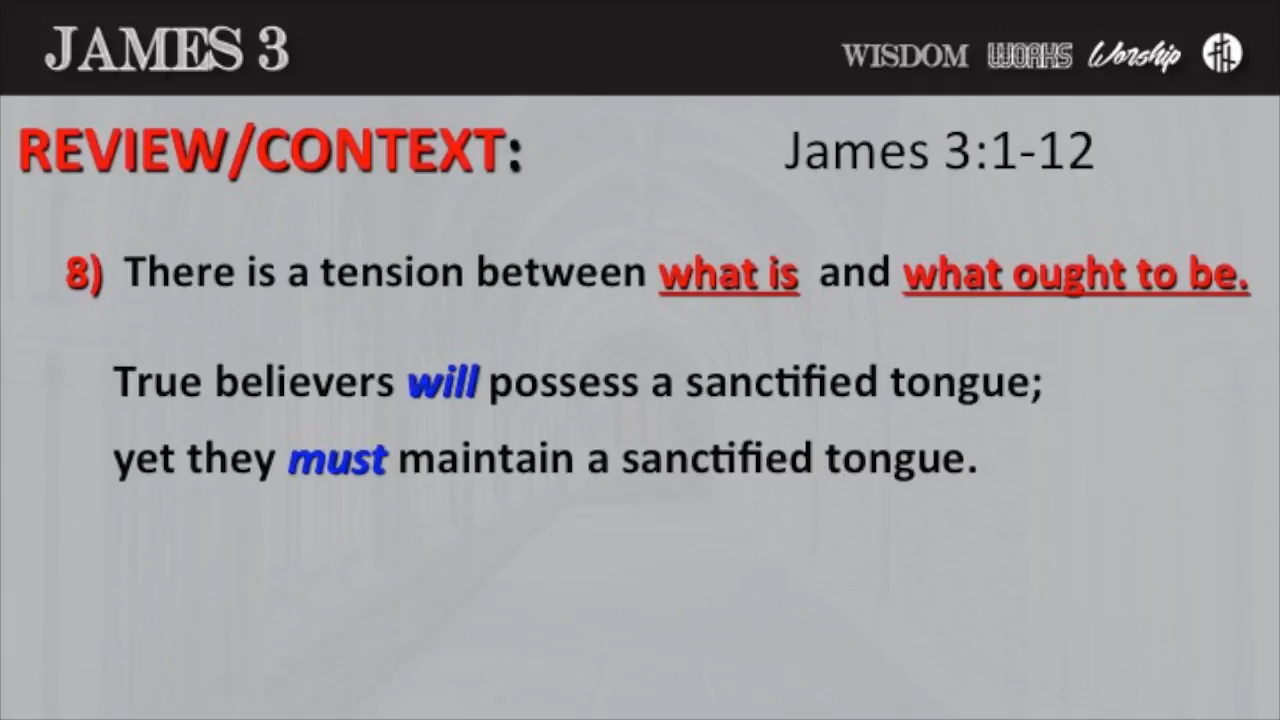 JAMES 3
WISDOM WORKS Worship
REVIEW/CONTEXT: James 3:1-12
8) There is a tension between what is and what ought to be.
True believers will possess a sanctified tongue;
yet they must maintain a sanctified tongue.